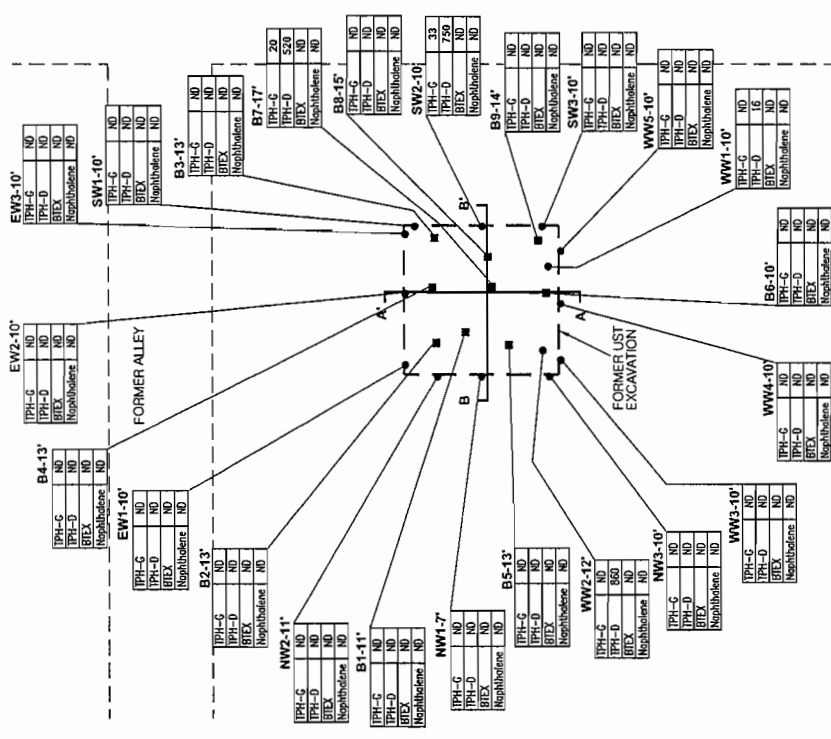 EW3-10'
TPH-G ND
TPH-D ND
BTEX ND
Naphthalene ND
SW1-10'
TPH-G ND
TPH-D ND
BTEX ND
Naphthalene ND
B3-13'
TPH-G ND
TPH-D ND
BTEX ND
Naphthalene ND
B7-17'
TPH-G 20
TPH-D 520
BTEX ND
Naphthalene ND
B8-15'
TPH-G ND
TPH-D ND
BTEX ND
Naphthalene ND
SW2-10'
TPH-G 33
TPH-D 750
BTEX ND
Naphthalene ND
B9-14'
TPH-G ND
TPH-D ND
BTEX ND
Naphthalene ND
SW3-10'
TPH-G ND
TPH-D ND
BTEX ND
Naphthalene ND
WW5-10'
TPH-G ND
TPH-D ND
BTEX ND
Naphthalene ND
WW1-10'
TPH-G ND
TPH-D 16
BTEX ND
Naphthalene ND
B6-10'
TPH-G ND
TPH-D ND
BTEX ND
Naphthalene ND
EW2-10'
TPH-G ND
TPH-D ND
BTEX ND
Naphthalene ND
FORMER ALLEY
A'
B'
B
A
FORMER UST
EXCAVATION
WW4-10'
TPH-G ND
TPH-D ND
BTEX ND
Naphthalene ND
B4-13'
TPH-G ND
TPH-D ND
BTEX ND
Naphthalene ND
EW1-10'
TPH-G ND
TPH-D ND
BTEX ND
Naphthalene ND
B2-13'
TPH-G ND
TPH-D ND
BTEX ND
Naphthalene ND
NW2-11'
TPH-G ND
TPH-D ND
BTEX ND
Naphthalene ND
B1-11'
TPH-G ND
TPH-D ND
BTEX ND
Naphthalene ND
NW1-7'
TPH-G ND
TPH-D ND
BTEX ND
Naphthalene ND
B5-13'
TPH-G ND
TPH-D ND
BTEX ND
Naphthalene ND
WW2-12'
TPH-G ND
TPH-D 860
BTEX ND
Naphthalene ND
NW3-10'
TPH-G ND
TPH-D ND
BTEX ND
Naphthalene ND
WW3-10'
TPH-G ND
TPH-D ND
BTEX ND
Naphthalene ND